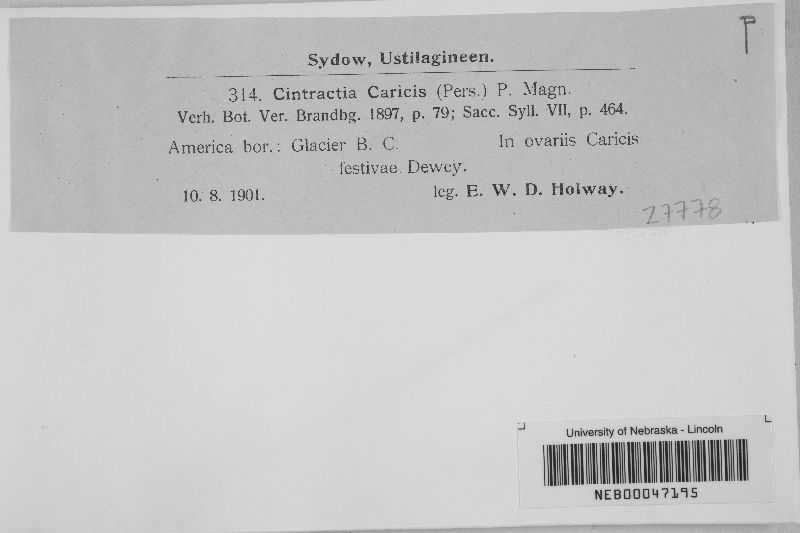 P
Sydow, Ustilagineen.
314. Cintractia Caricis (Pers.) P. Magn.
Verh. Bot. Ver. Brandbg. 1897, p. 79; Sacc. Syll. VII, p. 464.
America bor.: Glacier B. C. In ovariis Caricis
festivae Dewey.
10. 8. 1901. leg. E. W. D. Holway.
27778
University of Nebraska - Lincoln
NEB00047195